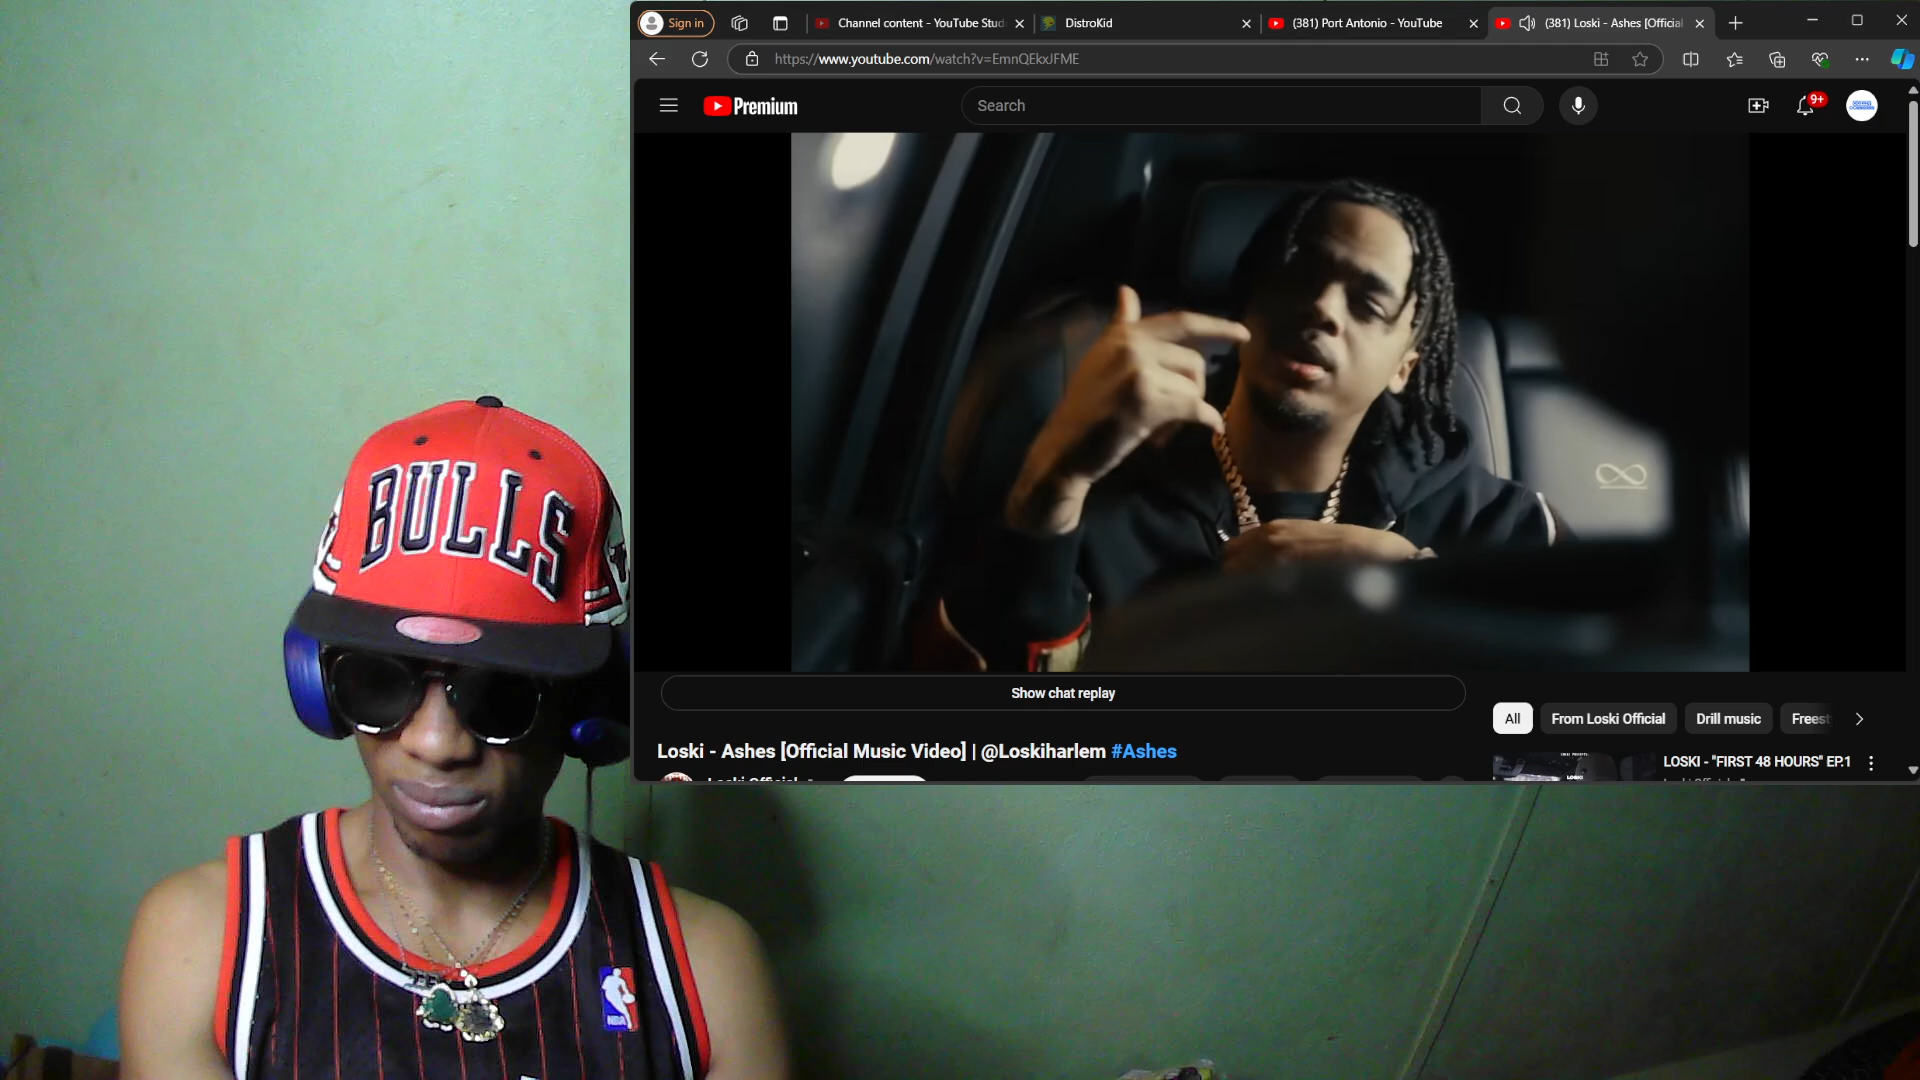 Sign in
Channel content - YouTube Stud
DistroKid
(381) Port Antonio - YouTube
(381) Loski - Ashes [Official
https://www.youtube.com/watch?v=EmnQEkxJFME
Premium
Search
9+
Show chat replay
All
From Loski Official
Drill music
Freest
Loski - Ashes [Official Music Video] | @Loskiharlem #Ashes
LOSKI - "FIRST 48 HOURS" EP.1
BULLS
NBA